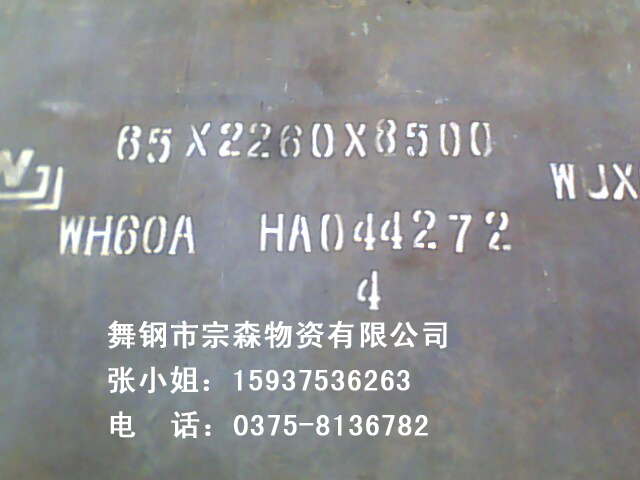 65X2260X8500
WJX
WH60A HA044272
4
舞钢市宗森物资有限公司
张小姐：15937536263
电 话：0375-8136782